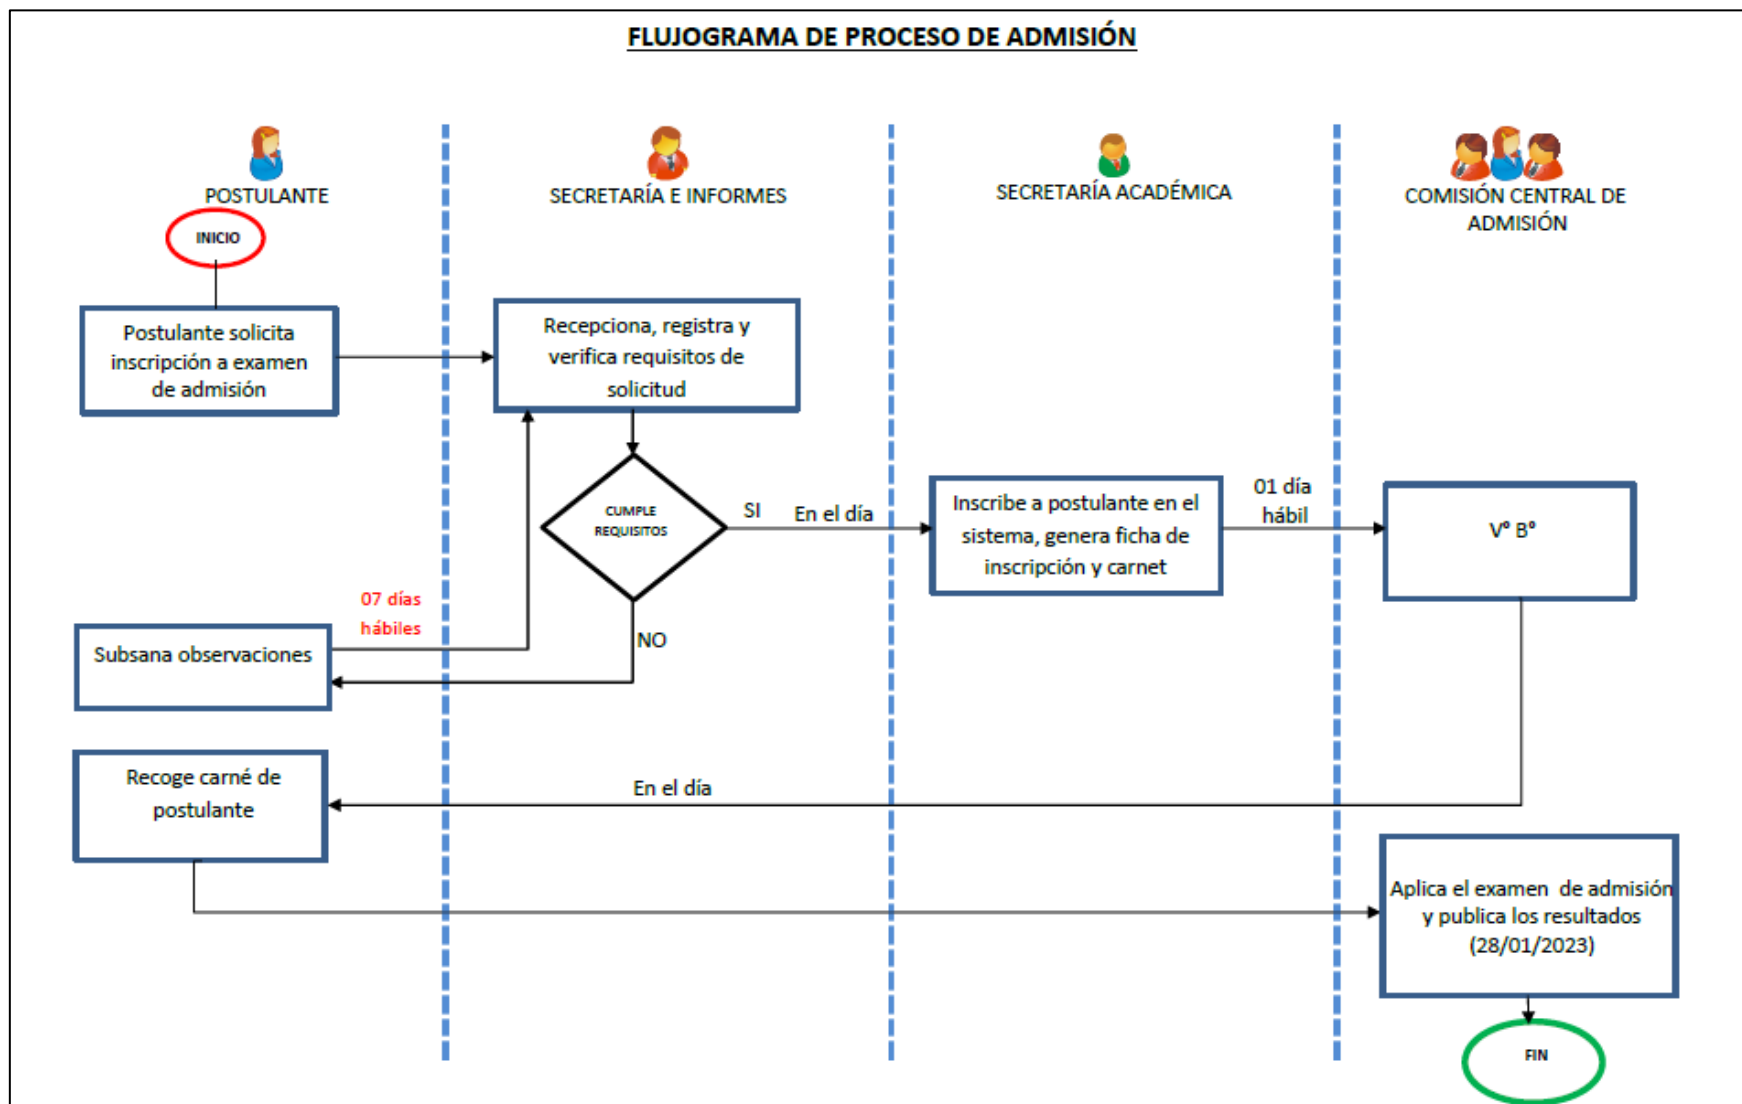 FLUJOGRAMA DE PROCESO DE ADMISIÓN
POSTULANTE
SECRETARÍA E INFORMES
SECRETARÍA ACADÉMICA
COMISIÓN CENTRAL DE
ADMISIÓN
INICIO
Postulante solicita
inscripción a examen
de admisión
Recepciona, registra y
verifica requisitos de
solicitud
CUMPLE
REQUISITOS
SI
En el día
Inscribe a postulante en el
sistema, genera ficha de
inscripción y carnet
01 día
hábil
V° B°
07 días
hábiles
NO
Subsana observaciones
Recoge carné de
postulante
En el día
Aplica el examen  de admisión
y publica los resultados
(28/01/2023)
FIN